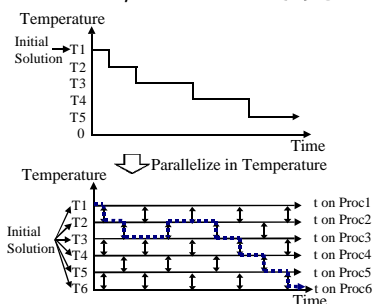 Temperature
Initial
Solution
T1
T2
T3
T4
T5
0
Time
Parallelize in Temperature
Temperature
Initial
Solution
T1
T2
T3
T4
T5
T6
t on Proc1
t on Proc2
t on Proc3
t on Proc4
t on Proc5
t on Proc6
Time